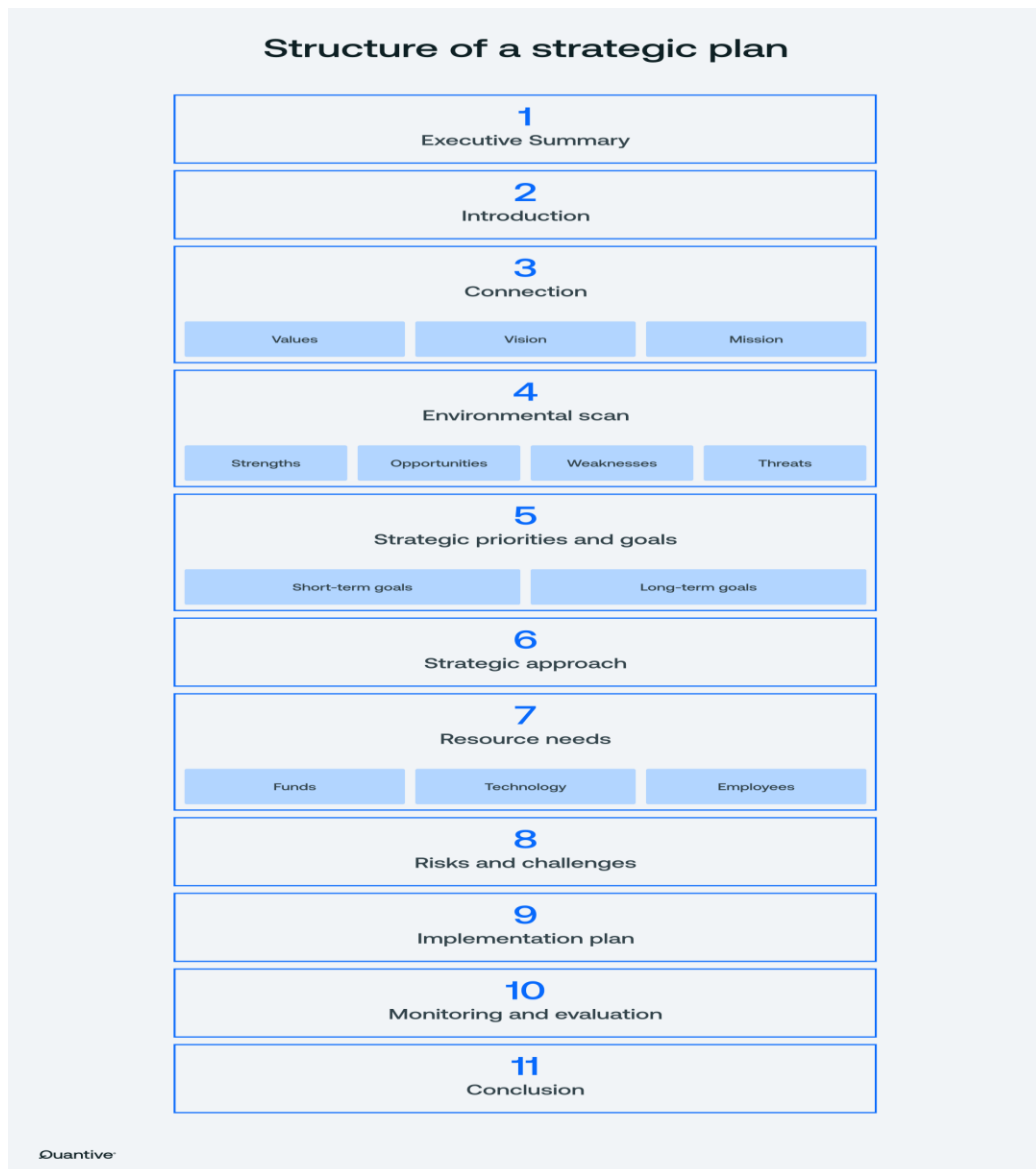 Structure of a strategic plan
1
Executive Summary
2
Introduction
3
Connection
Values Vision Mission
4
Environmental scan
Strengths Opportunities Weaknesses Threats
5
Strategic priorities and goals
Short-term goals Long-term goals
6
Strategic approach
7
Resource needs
Funds Technology Employees
8
Risks and challenges
9
Implementation plan
10
Monitoring and evaluation
11
Conclusion
Quantive